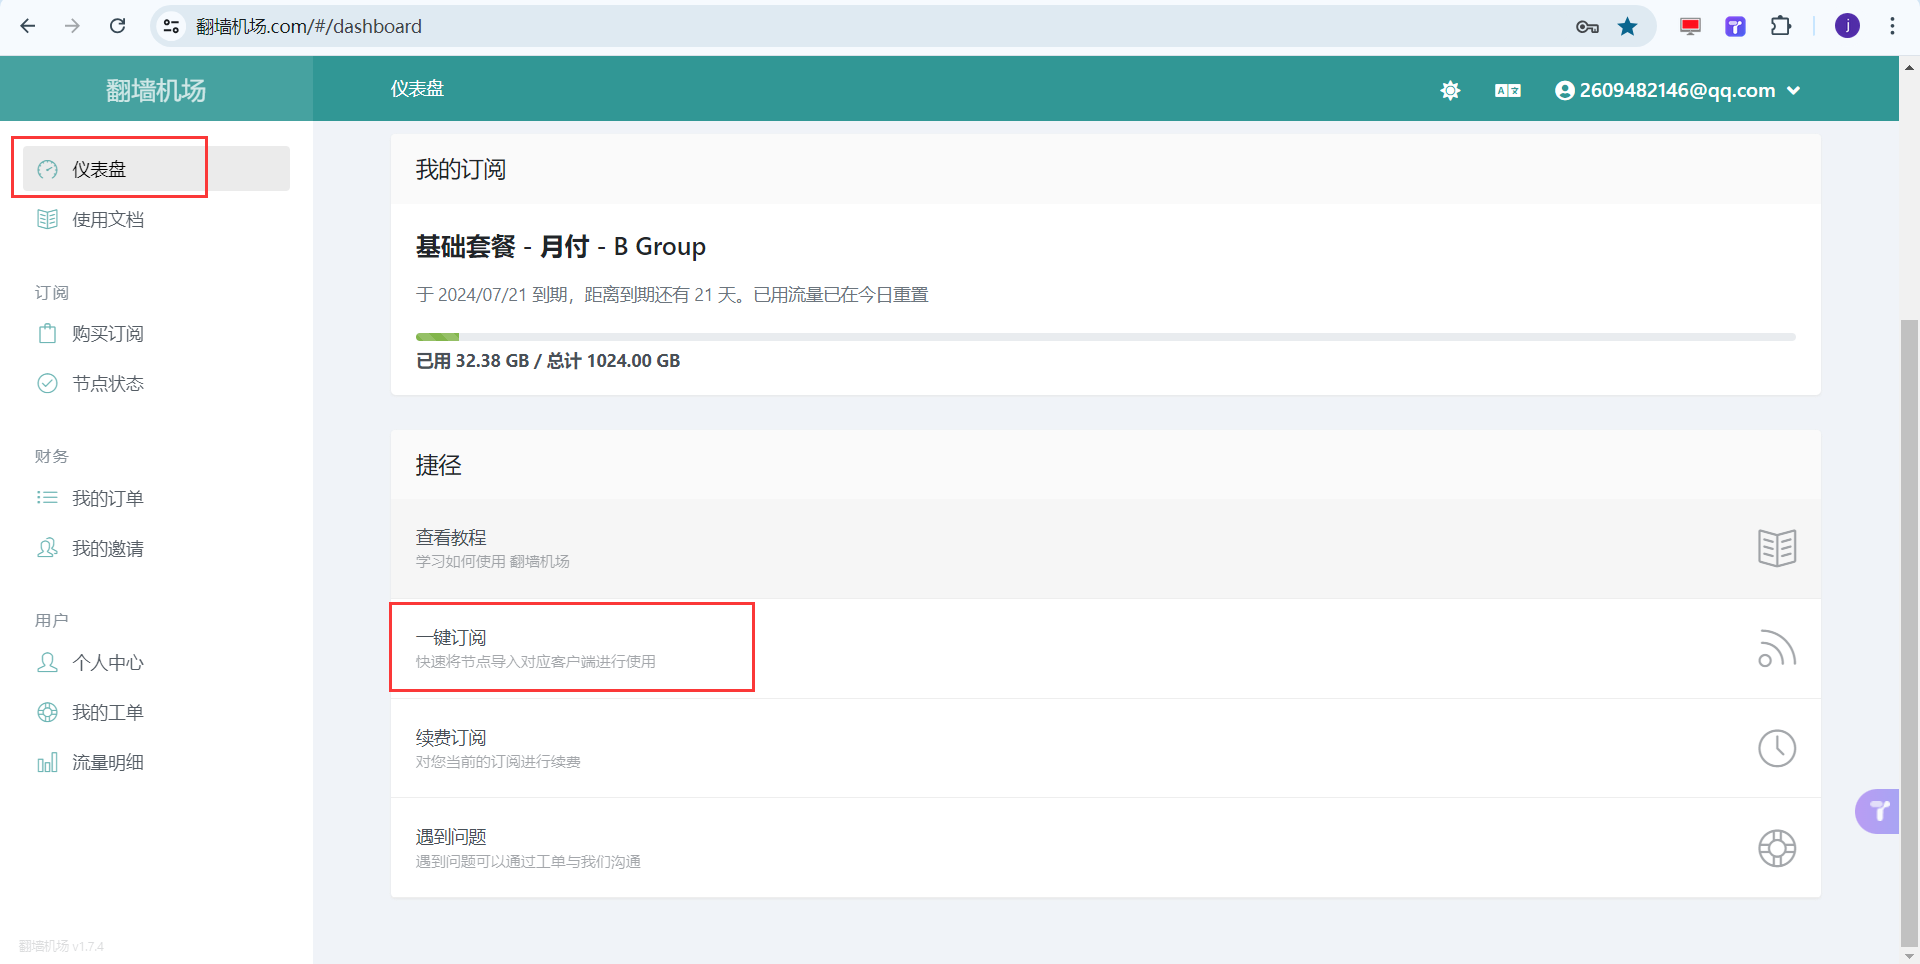 翻墙机场.com/#/dashboard
j
翻墙机场
仪表盘
2609482146@qq.com
仪表盘
使用文档
订阅
购买订阅
节点状态
财务
我的订单
我的邀请
用户
个人中心
我的工单
流量明细
翻墙机场 v1.7.4
我的订阅
基础套餐 - 月付 - B Group
于 2024/07/21 到期，距离到期还有 21 天。已用流量已在今日重置
已用 32.38 GB / 总计 1024.00 GB
捷径
查看教程
学习如何使用 翻墙机场
一键订阅
快速将节点导入对应客户端进行使用
续费订阅
对您当前的订阅进行续费
遇到问题
遇到问题可以通过工单与我们沟通